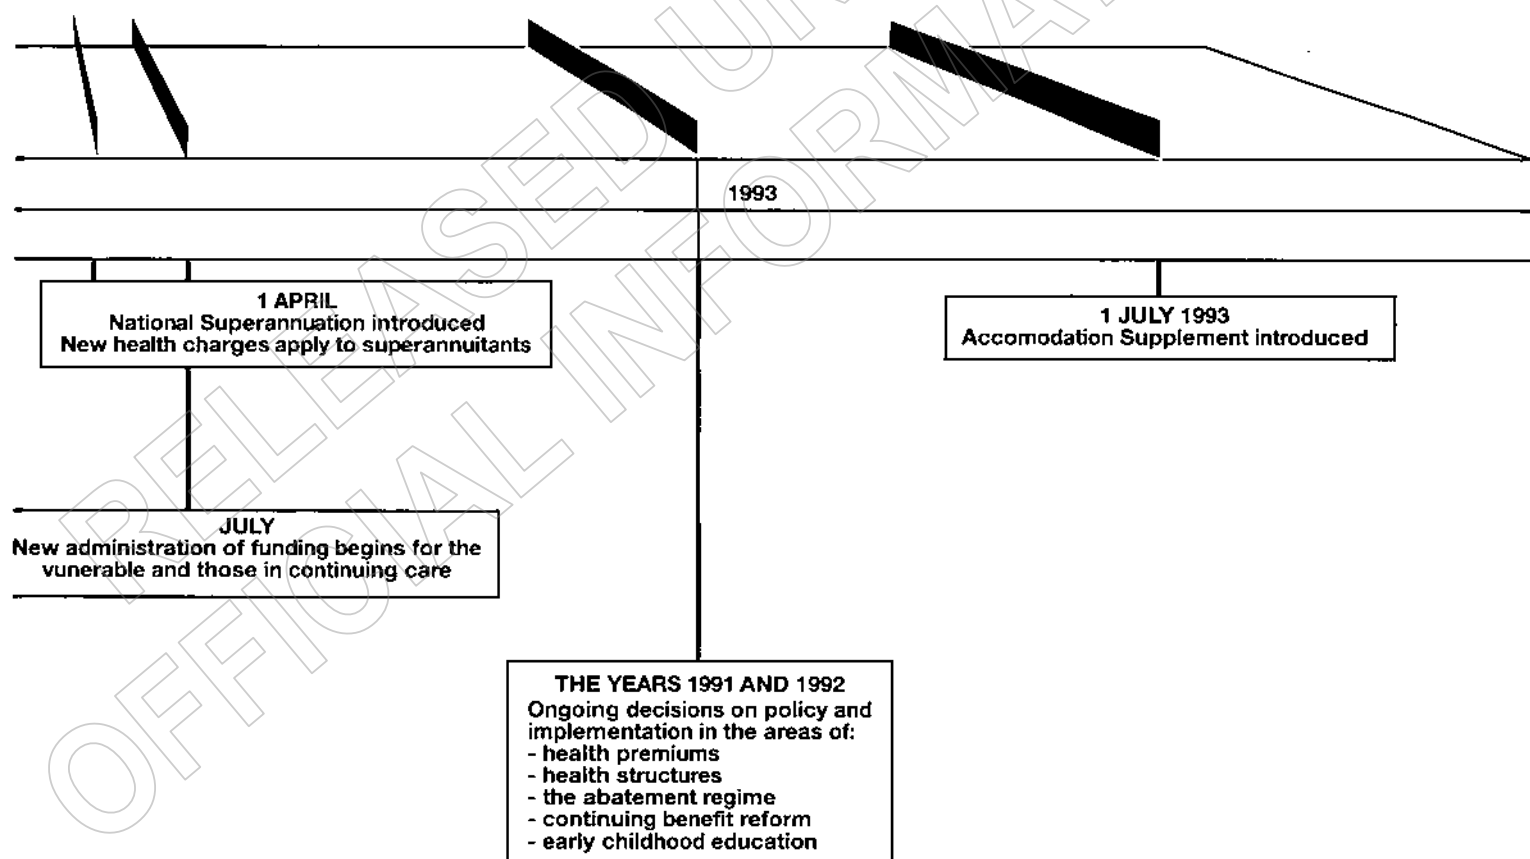 1993
1 APRIL
National Superannuation introduced
New health charges apply to superannuitants
1 JULY 1993
Accomodation Supplement introduced
JULY
New administration of funding begins for the
vunerable and those in continuing care
THE YEARS 1991 AND 1992
Ongoing decisions on policy and
implementation in the areas of:
- health premiums
- health structures
- the abatement regime
- continuing benefit reform
- early childhood education
RELEASED
OFFICIAL